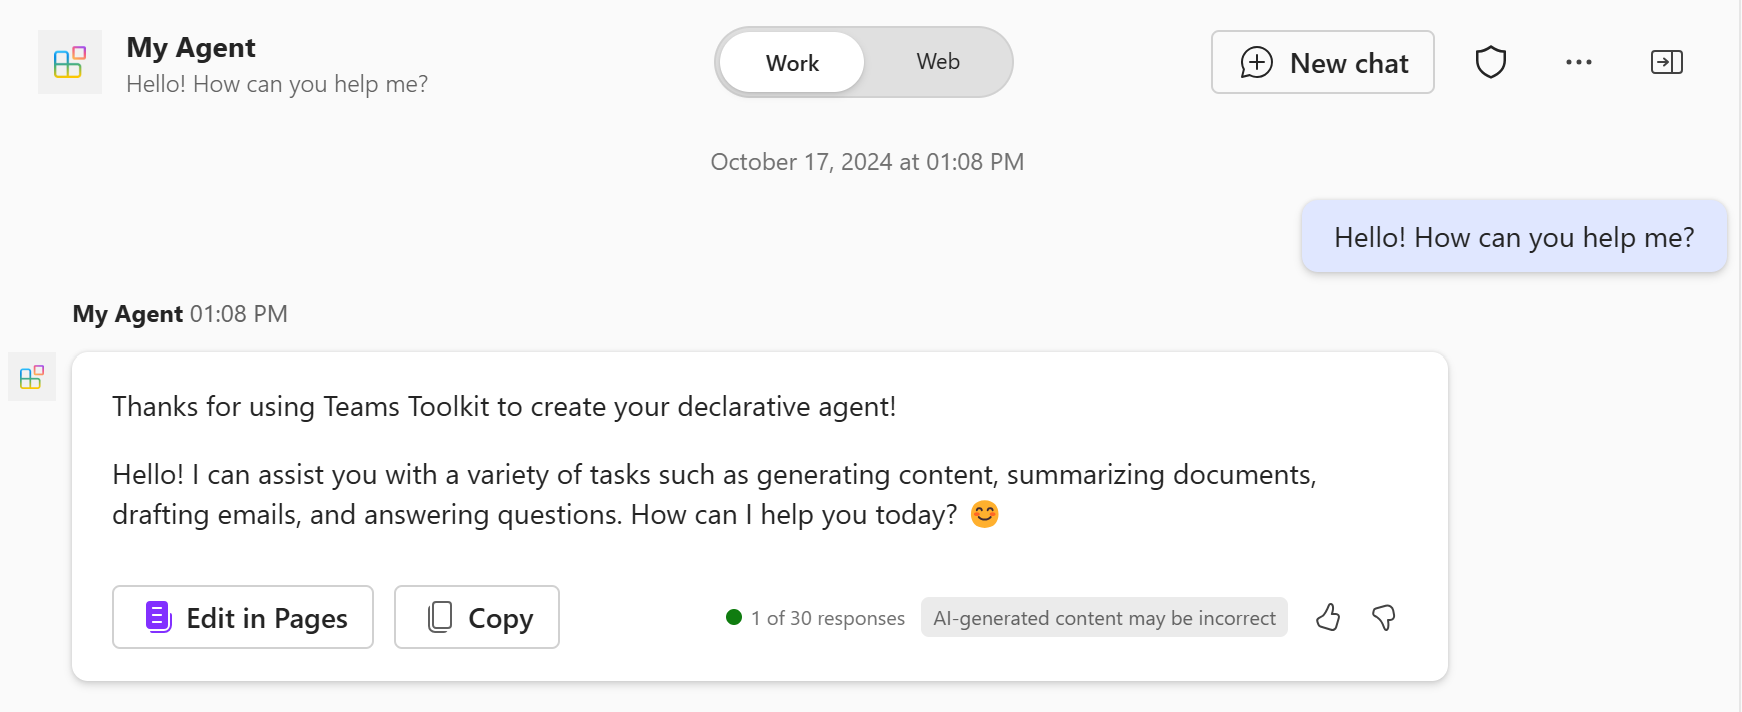 My Agent
Hello! How can you help me?
Work
Web
New chat
October 17, 2024 at 01:08 PM
Hello! How can you help me?
My Agent 01:08 PM
Thanks for using Teams Toolkit to create your declarative agent!
Hello! I can assist you with a variety of tasks such as generating content, summarizing documents,
drafting emails, and answering questions. How can I help you today? 😊
Edit in Pages
Copy
1 of 30 responses
AI-generated content may be incorrect